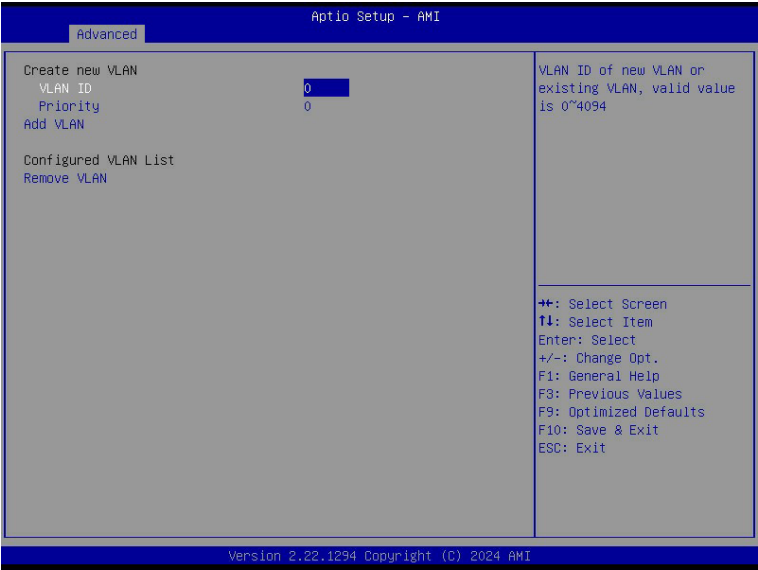 Aptio Setup – AMI
Advanced
Create new VLAN
VLAN ID 0
Priority 0
Add VLAN
Configured VLAN List
Remove VLAN
VLAN ID of new VLAN or
existing VLAN, valid value
is 0~4094
→←: Select Screen
↑↓: Select Item
Enter: Select
+/-: Change Opt.
F1: General Help
F3: Previous Values
F9: Optimized Defaults
F10: Save & Exit
ESC: Exit
Version 2.22.1294 Copyright (C) 2024 AMI